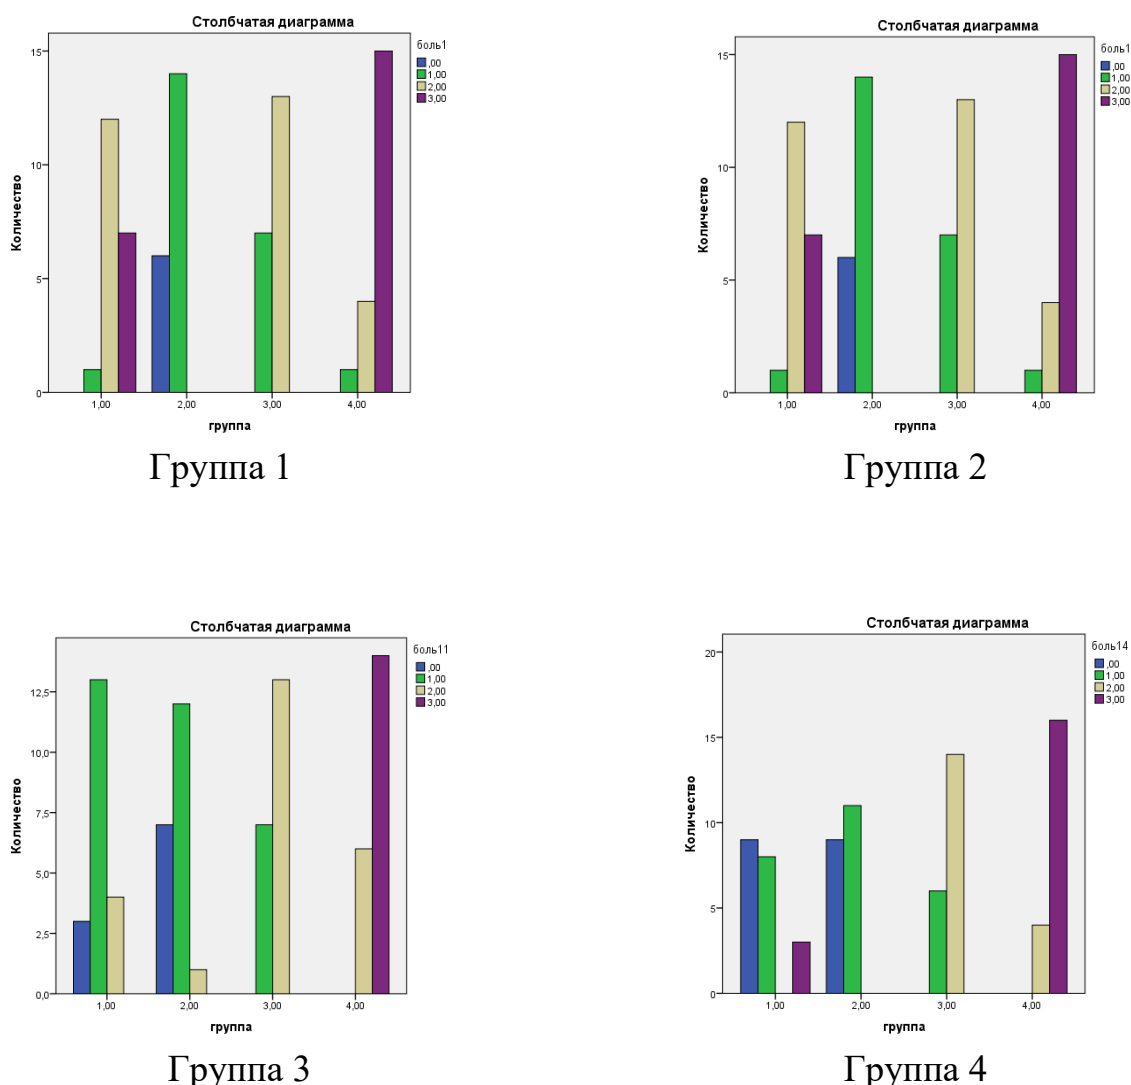 Столбчатая диаграмма
боль1
,00
1,00
2,00
3,00
15
10
5
0
Количество
1,00 2,00 3,00 4,00
группа
Группа 1
Столбчатая диаграмма
боль1
,00
1,00
2,00
3,00
15
10
5
0
Количество
1,00 2,00 3,00 4,00
группа
Группа 2
Столбчатая диаграмма
боль11
,00
1,00
2,00
3,00
12,5
10,0
7,5
5,0
2,5
0,0
Количество
1,00 2,00 3,00 4,00
группа
Группа 3
Столбчатая диаграмма
боль14
,00
1,00
2,00
3,00
20
15
10
5
0
Количество
1,00 2,00 3,00 4,00
группа
Группа 4